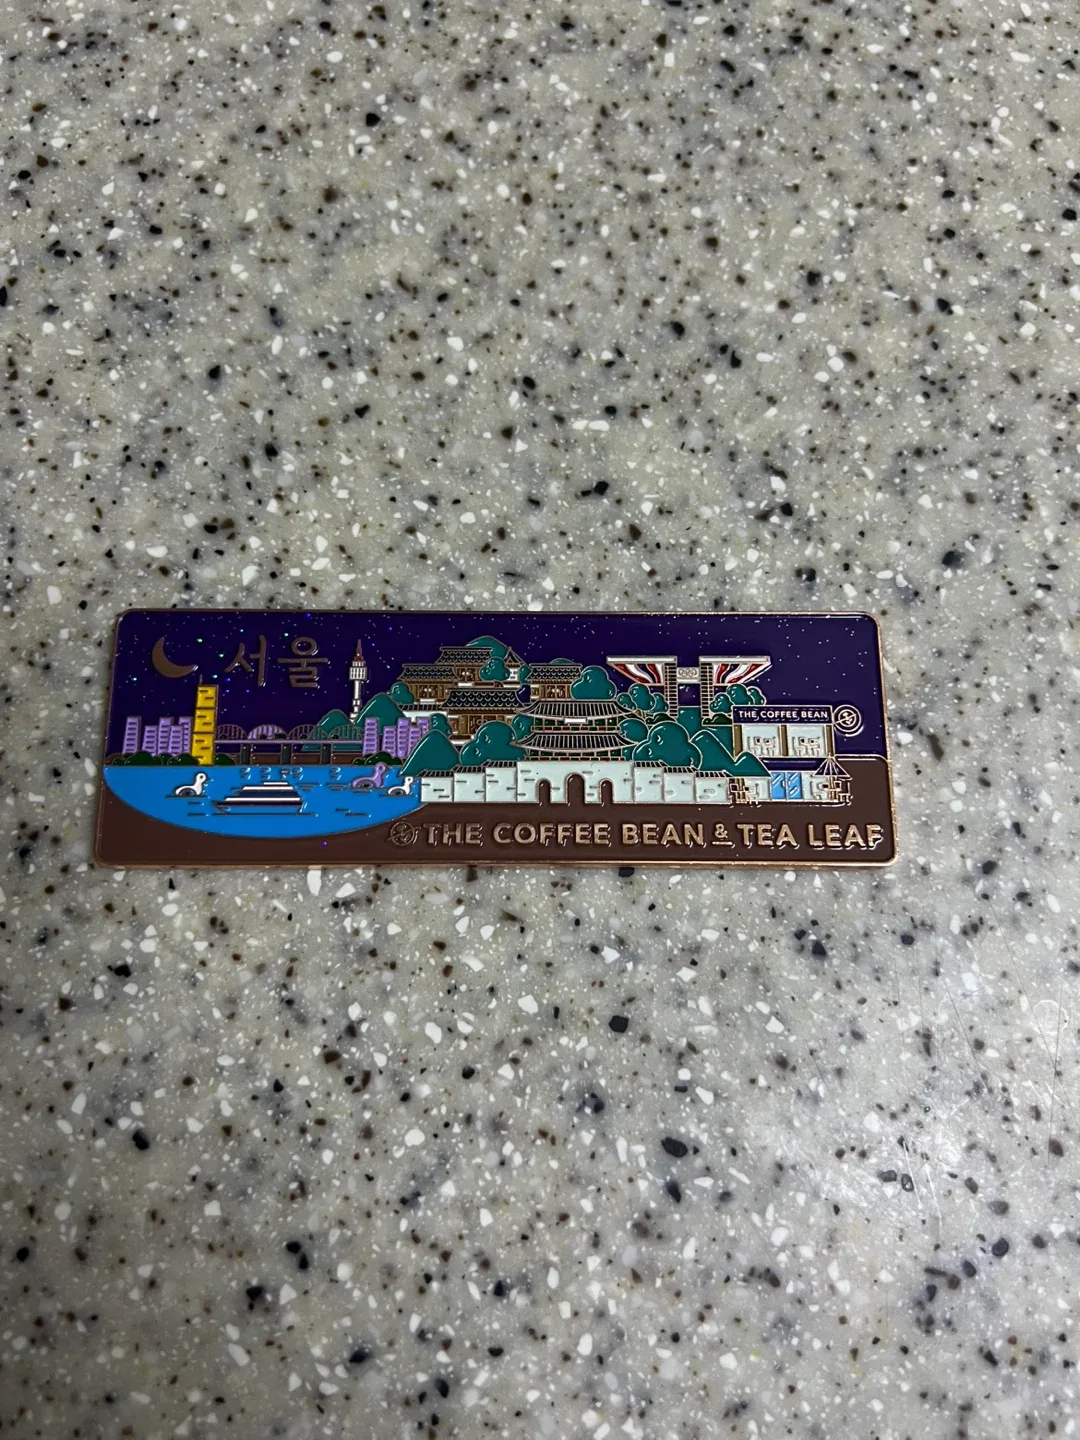 서울
THE COFFEE BEAN
THE COFFEE BEAN & TEA LEAF